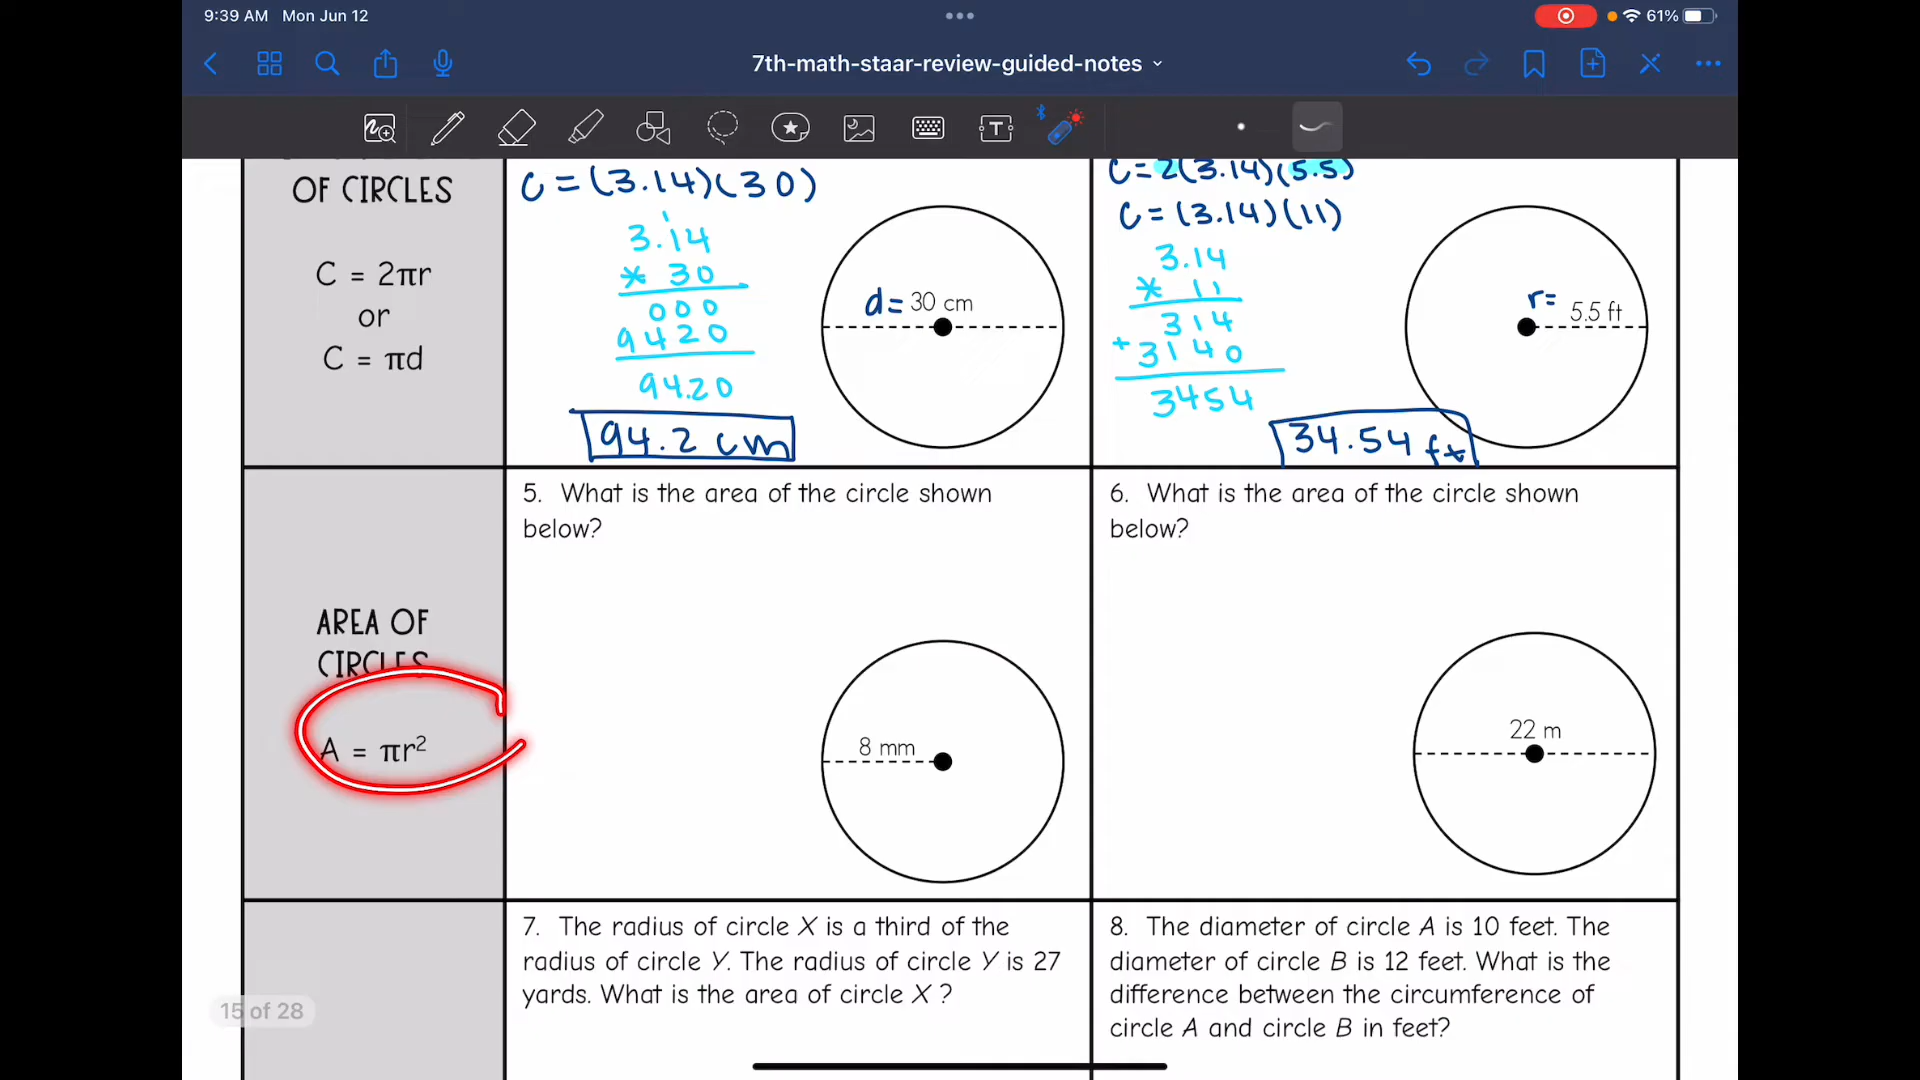 9:39 AM Mon Jun 12
61%
7th-math-staar-review-guided-notes
T
OF CIRCLES
C = 2πr
or
C = πd
C = (3.14)(30)
1
3.14
* 30
000
9420
94.20
94.2 cm
d= 30 cm
C = 2(3.14)(5.5)
C = (3.14)(11)
3.14
* 11
314
+3140
3454
34.54 ft
r= 5.5 ft
AREA OF
CIRCLES
A = πr²
5. What is the area of the circle shown
below?
8 mm
6. What is the area of the circle shown
below?
22 m
7. The radius of circle X is a third of the
radius of circle Y. The radius of circle Y is 27
yards. What is the area of circle X ?
8. The diameter of circle A is 10 feet. The
diameter of circle B is 12 feet. What is the
difference between the circumference of
circle A and circle B in feet?
15 of 28